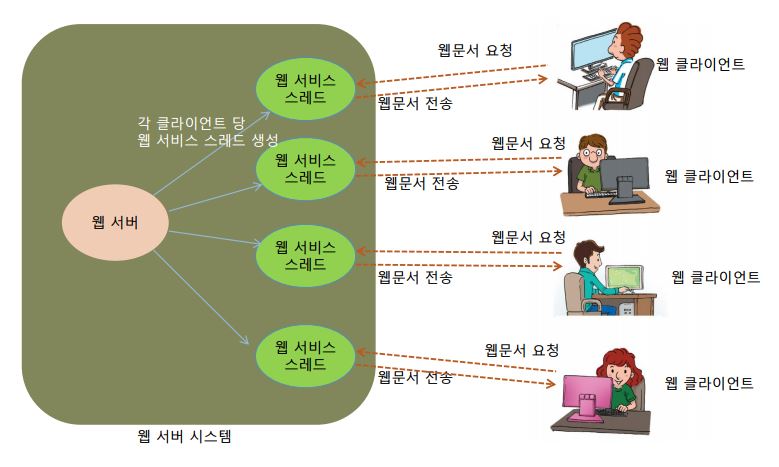 웹문서 요청
웹 클라이언트
웹 서비스
스레드
웹문서 전송
각 클라이언트 당
웹 서비스 스레드 생성
웹문서 요청
웹 서비스
스레드
웹 클라이언트
웹문서 전송
웹 서버
웹문서 요청
웹 서비스
스레드
웹 클라이언트
웹문서 전송
웹문서 요청
웹 서비스
스레드
웹문서 전송
웹 클라이언트
웹 서버 시스템